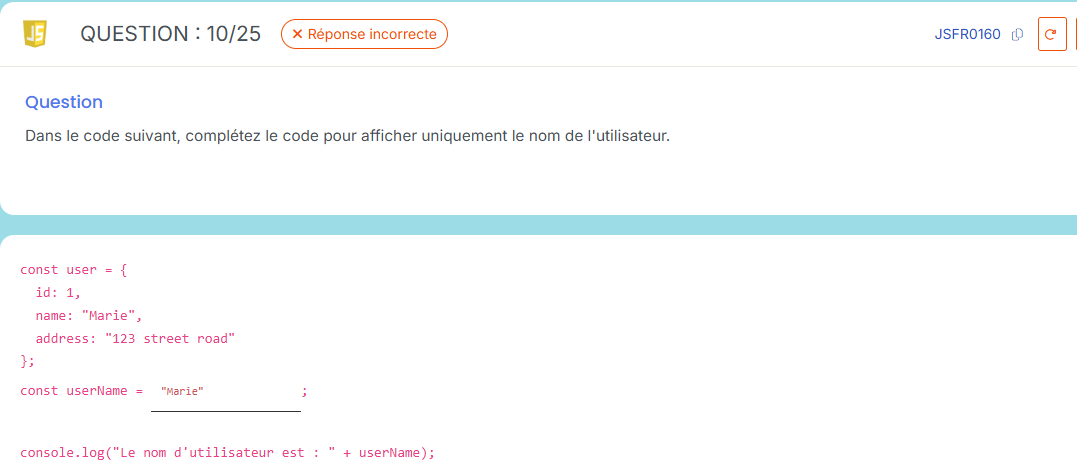 JS QUESTION : 10/25 × Réponse incorrecte JSFR0160
Question
Dans le code suivant, complétez le code pour afficher uniquement le nom de l'utilisateur.
const user = {
id: 1,
name: "Marie",
address: "123 street road"
};
const userName = "Marie" ;
console.log("Le nom d'utilisateur est : " + userName);